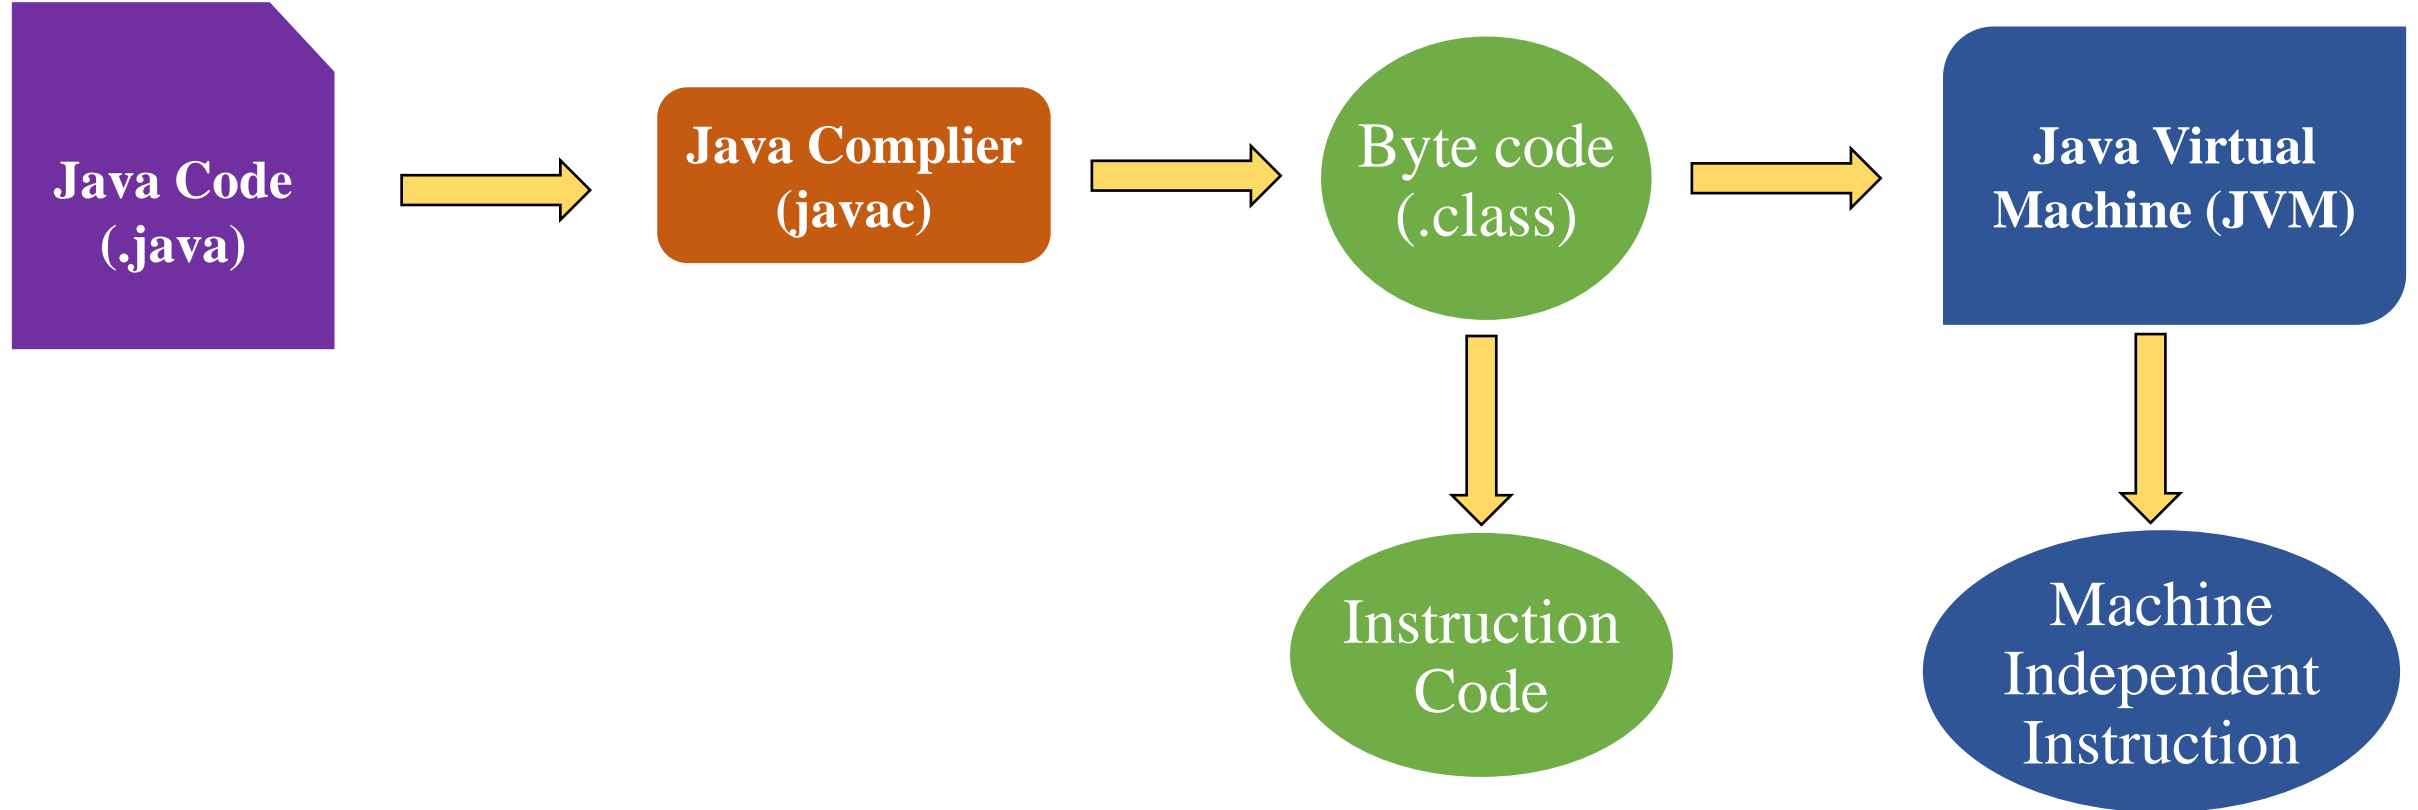 Java Code
(.java)
Java Complier
(javac)
Byte code
(.class)
Java Virtual
Machine (JVM)
Instruction
Code
Machine
Independent
Instruction